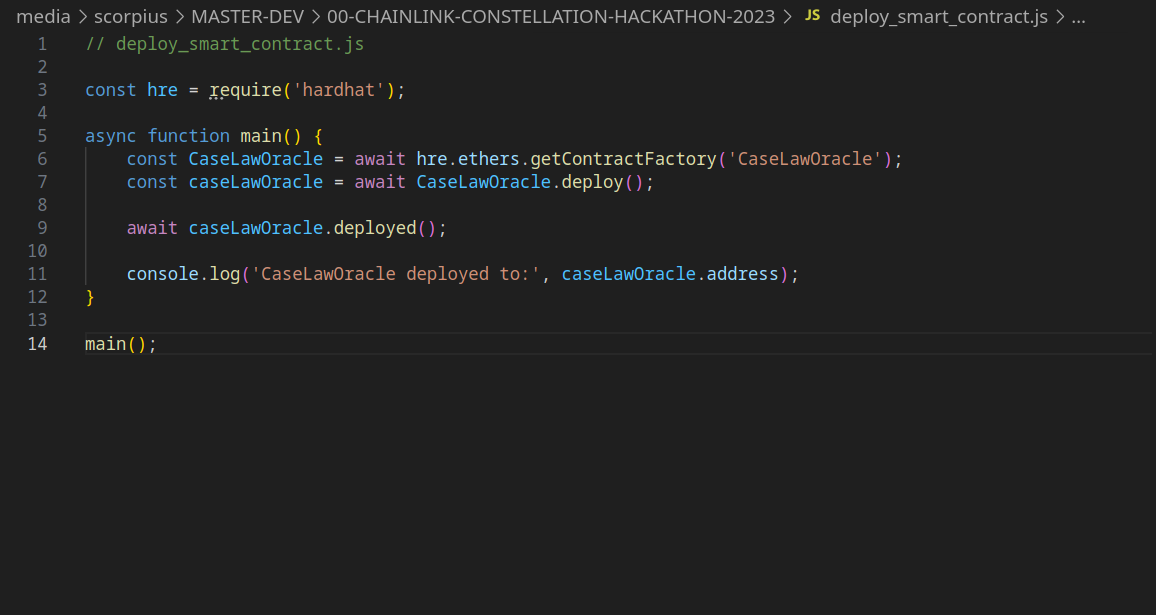 media > scorpius > MASTER-DEV > 00-CHAINLINK-CONSTELLATION-HACKATHON-2023 > JS deploy_smart_contract.js > ...
1 // deploy_smart_contract.js
2
3 const hre = require('hardhat');
4
5 async function main() {
6     const CaseLawOracle = await hre.ethers.getContractFactory('CaseLawOracle');
7     const caseLawOracle = await CaseLawOracle.deploy();
8
9     await caseLawOracle.deployed();
10
11     console.log('CaseLawOracle deployed to:', caseLawOracle.address);
12 }
13
14 main();